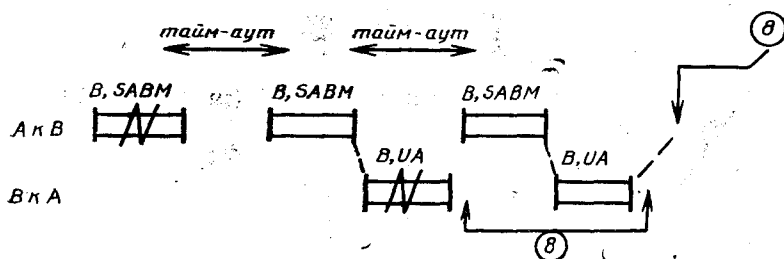 тайм-аут тайм-аут 8
B, SABM B, SABM B, SABM
А к В
B, UA B, UA
В к А
8